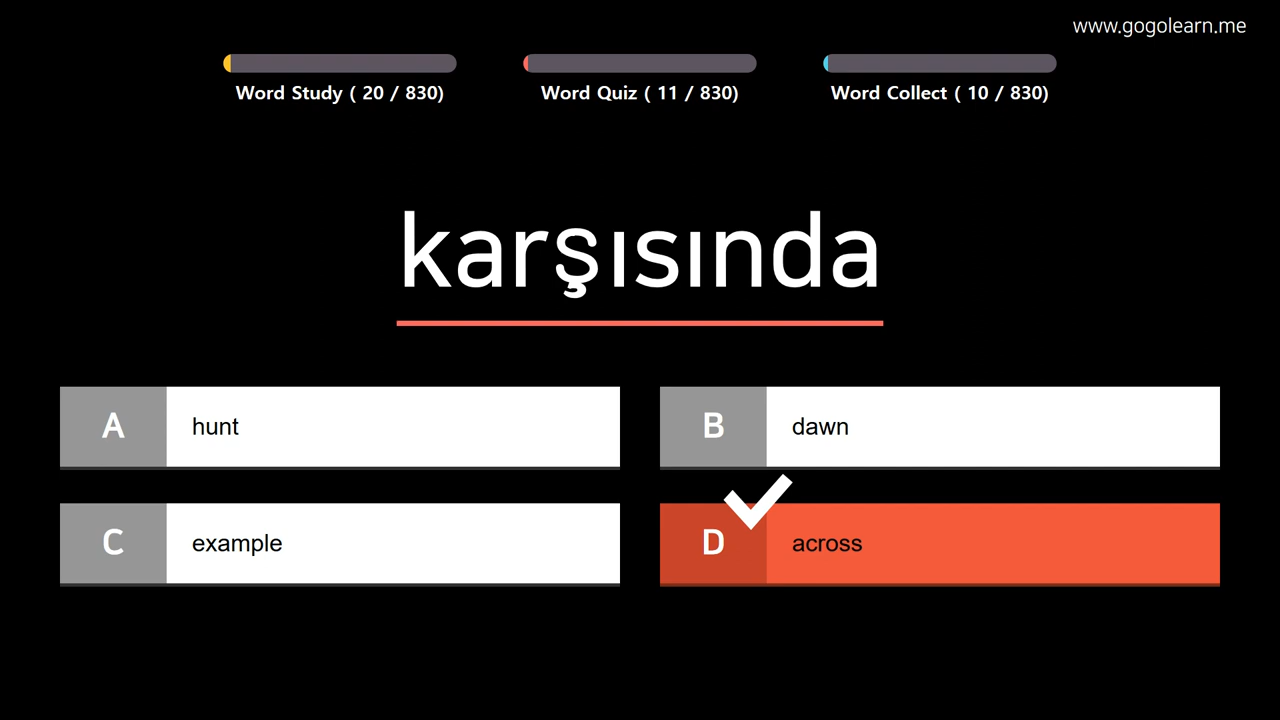 www.gogolearn.me
Word Study ( 20 / 830)
Word Quiz ( 11 / 830)
Word Collect ( 10 / 830)
karşısında
A hunt
B dawn
C example
D across